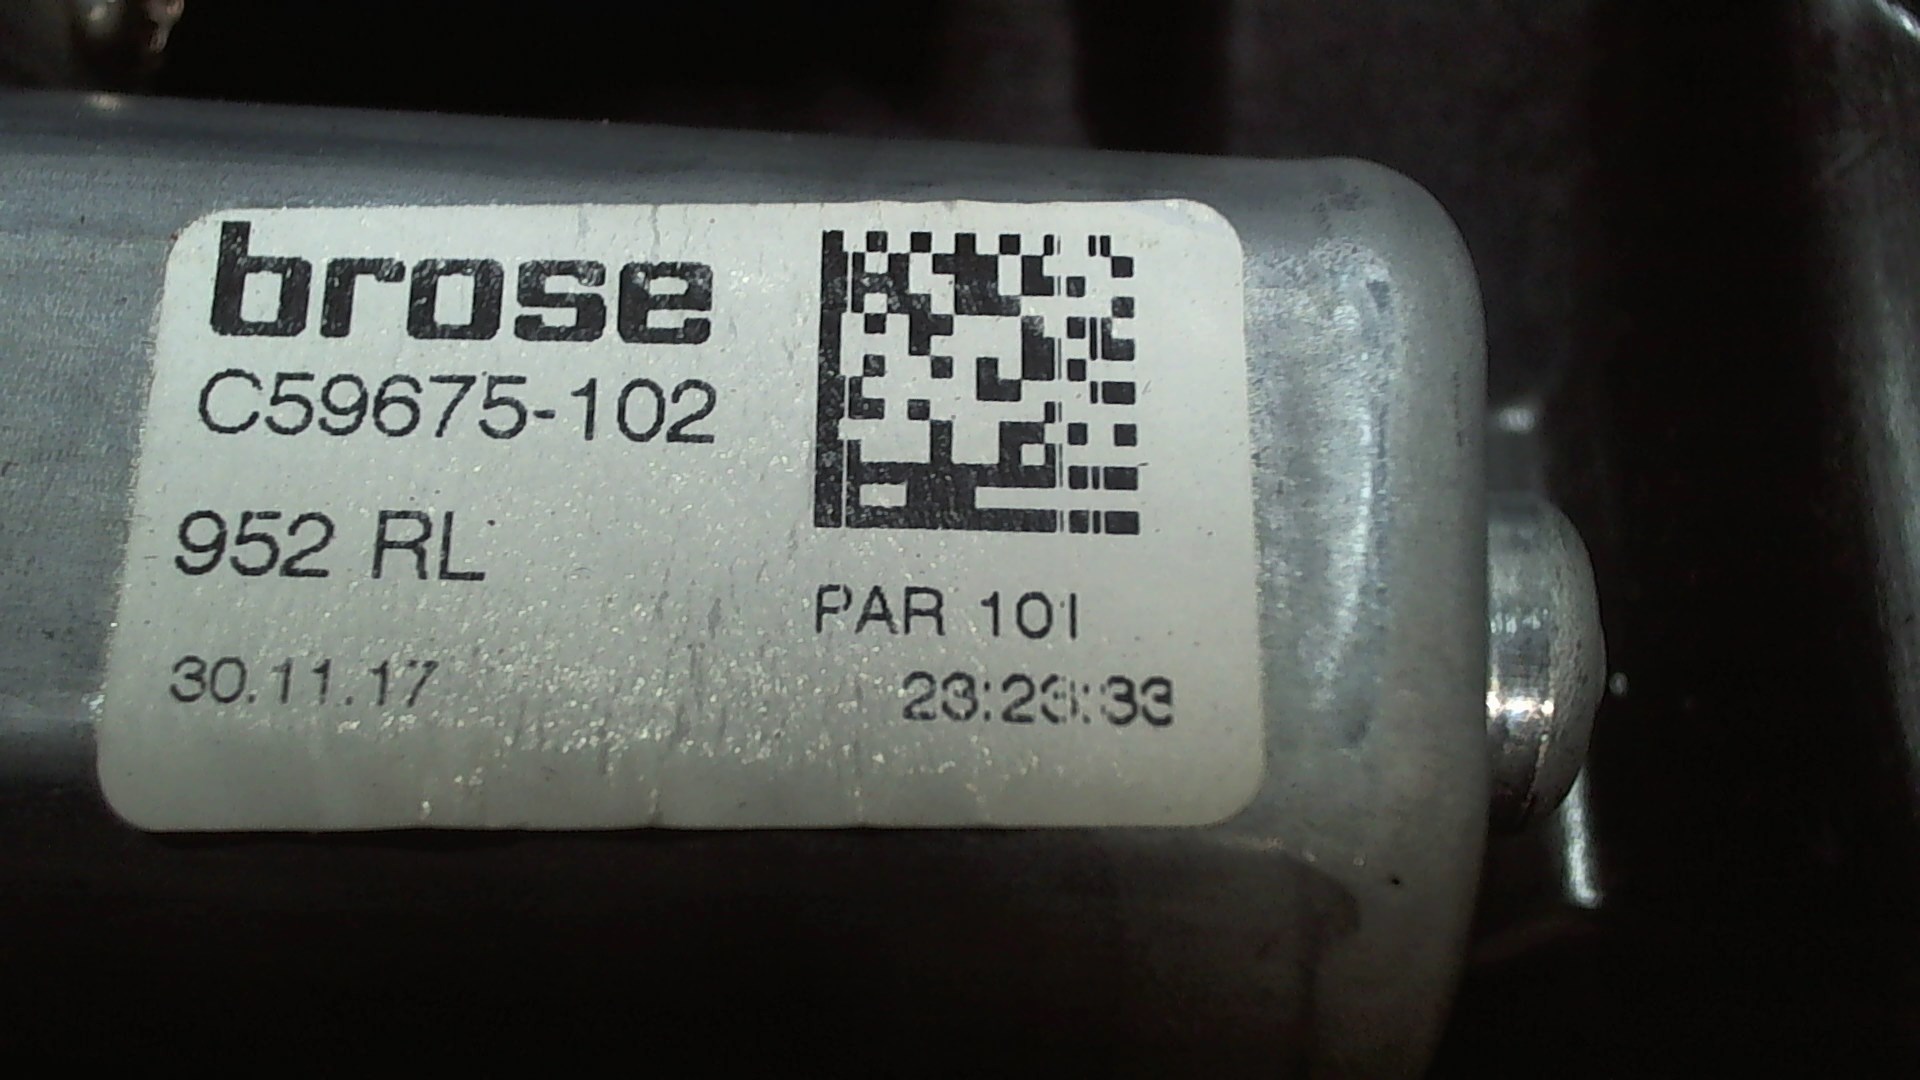 brose
C59675-102
952 RL
PAR 101
30.11.17
23:23:33